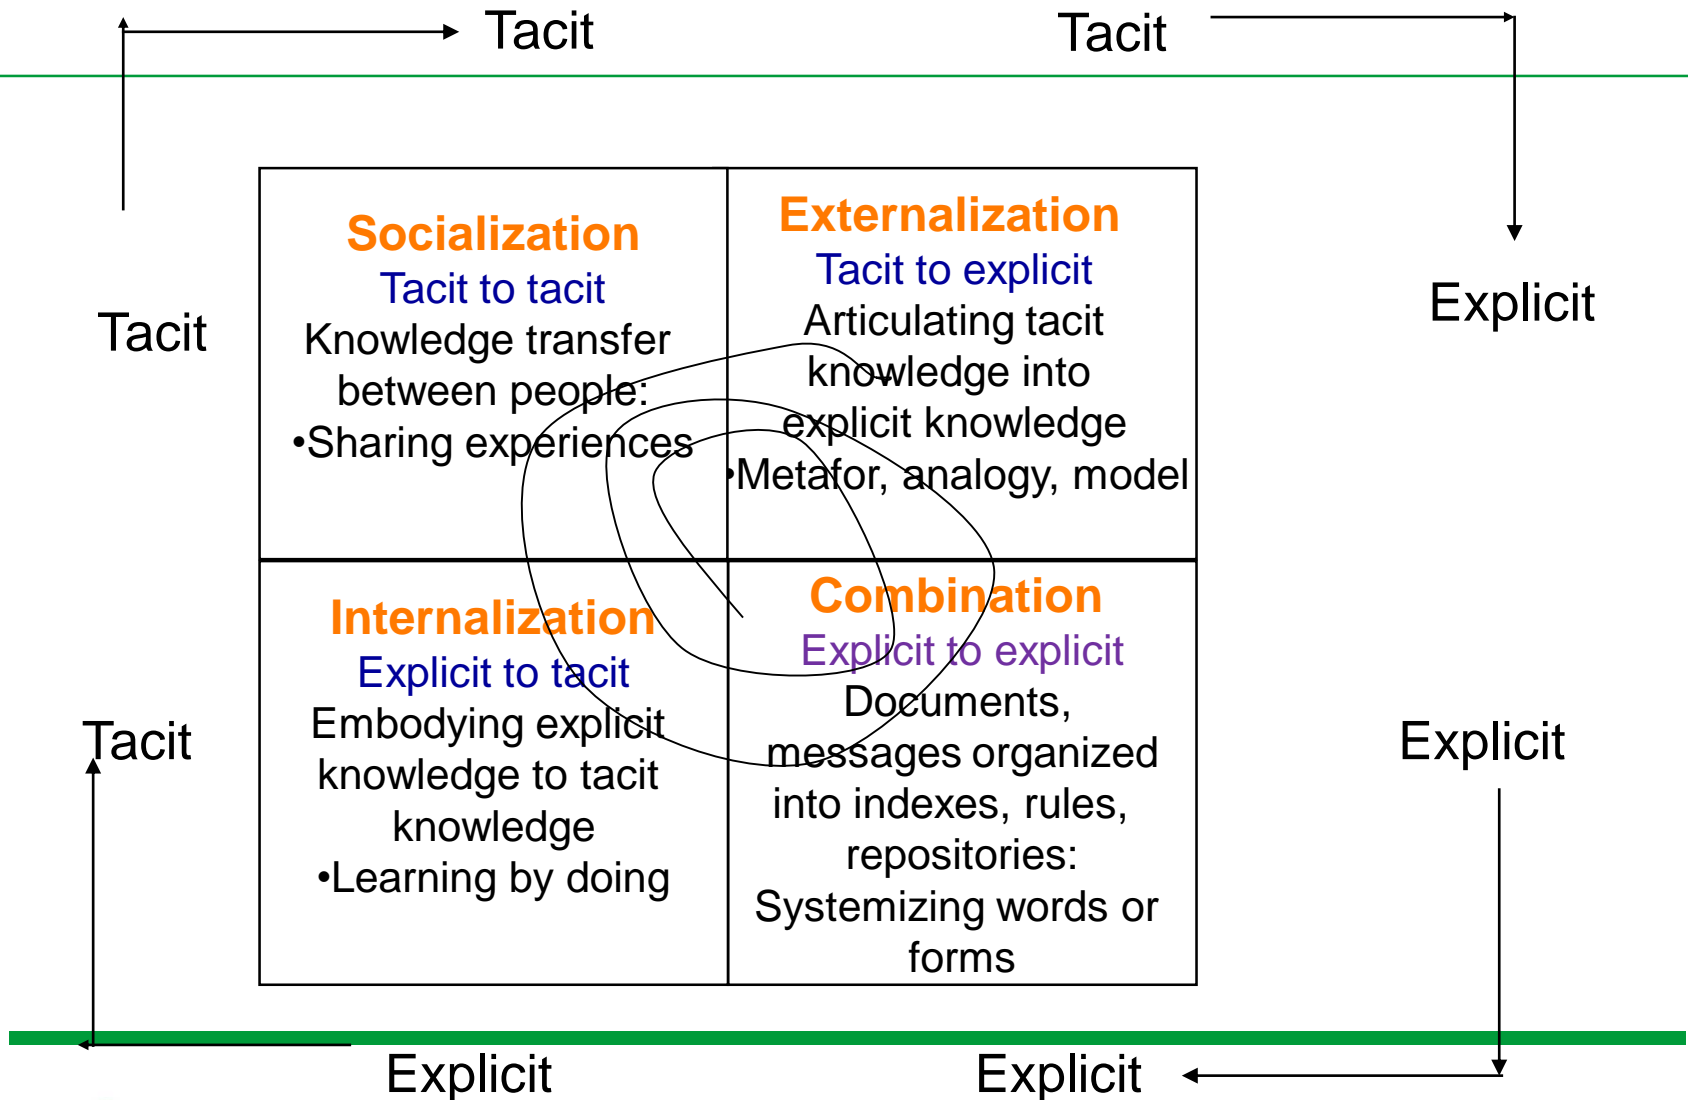 Tacit
Tacit
Tacit
Explicit
Socialization
Tacit to tacit
Knowledge transfer
between people:
•Sharing experiences
Externalization
Tacit to explicit
Articulating tacit
knowledge into
explicit knowledge
•Metafor, analogy, model
Internalization
Explicit to tacit
Embodying explicit
knowledge to tacit
knowledge
•Learning by doing
Combination
Explicit to explicit
Documents,
messages organized
into indexes, rules,
repositories:
Systemizing words or
forms
Tacit
Explicit
Explicit
Explicit